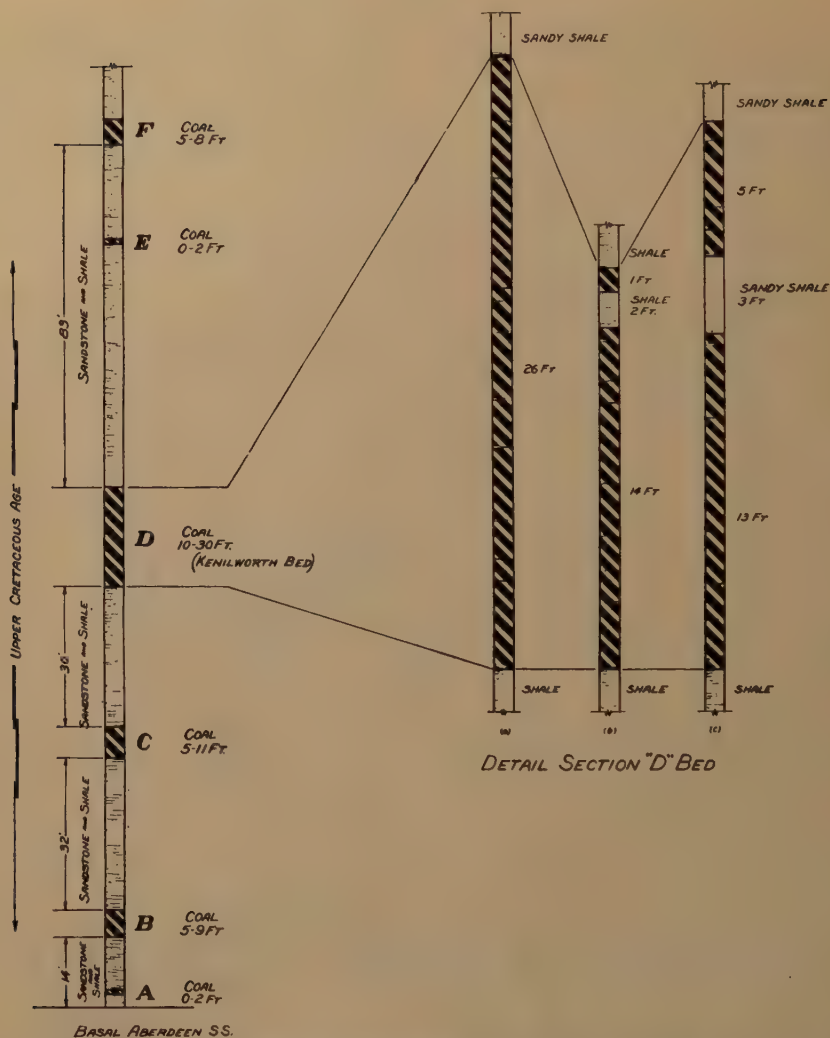 F
COAL
5-8 FT
E
COAL
0-2 FT
83'
SANDSTONE AND SHALE
UPPER CRETACEOUS AGE
D
COAL
10-30 FT.
(KENILWORTH BED)
30'
SANDSTONE AND SHALE
C
COAL
5-11 FT.
32'
SANDSTONE AND SHALE
B
COAL
5-9 FT
14'
SANDSTONE
AND
SHALE
A
COAL
0-2 FT
BASAL ABERDEEN SS.
SANDY SHALE
26 FT
SHALE
(a)
SHALE
1 FT
SHALE
2 FT.
14 FT
SHALE
(b)
SANDY SHALE
5 FT
SANDY SHALE
3 FT
13 FT
SHALE
(c)
DETAIL SECTION "D" BED